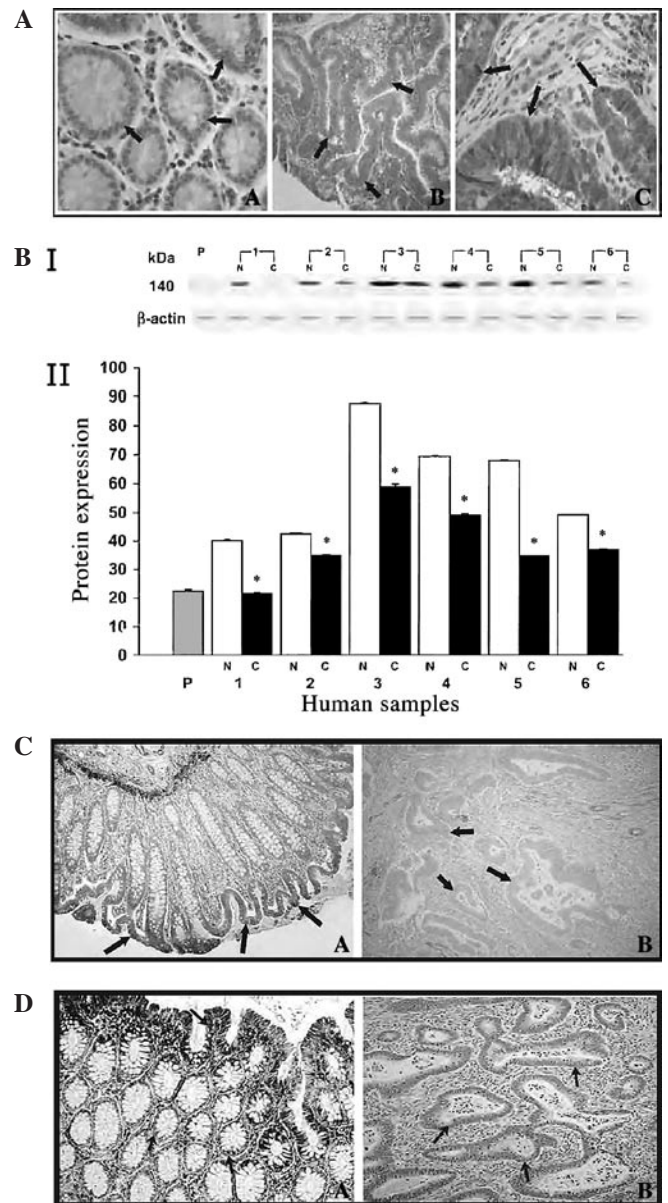 A
A B C
B I
kDa P 1 2 3 4 5 6
N C N C N C N C N C N C
140
β-actin
II
100
90
80
70
60
50
40
30
20
10
0
Protein expression
* * * * * *
N C N C N C N C N C N C
P 1 2 3 4 5 6
Human samples
C
A B
D
A B